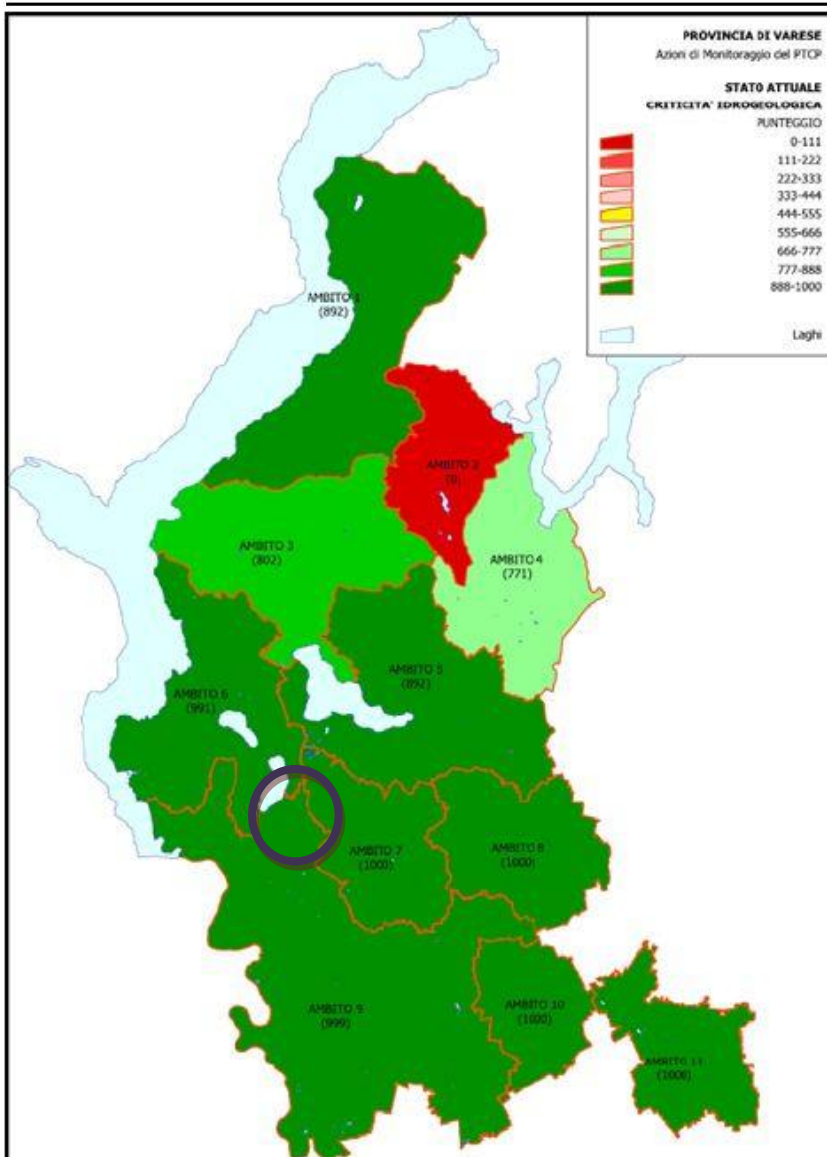 PROVINCIA DI VARESE
Azioni di Monitoraggio del PTCP
STATO ATTUALE
CRITICITA' IDROGEOLOGICA
PUNTEGGIO
0-111
111-222
222-333
333-444
444-555
555-666
666-777
777-888
888-1000
Laghi
AMBITO 1
(892)
AMBITO 2
(0)
AMBITO 3
(802)
AMBITO 4
(771)
AMBITO 5
(892)
AMBITO 6
(991)
AMBITO 7
(1000)
AMBITO 8
(1000)
AMBITO 9
(999)
AMBITO 10
(1000)
AMBITO 11
(1000)